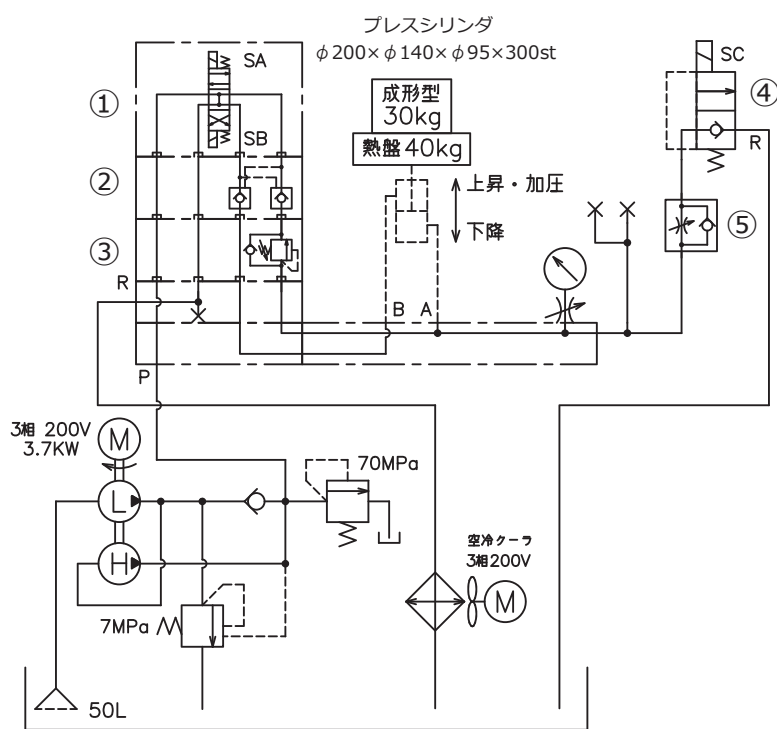 プレスシリンダ
φ200×φ140×φ95×300st
SA
SC
①
成形型
30kg
④
SB
熱盤40kg
R
②
上昇・加圧
⑤
下降
③
R
B A
P
3相 200V
3.7KW
M
70MPa
L
空冷クーラ
3相200V
H
M
7MPa
50L